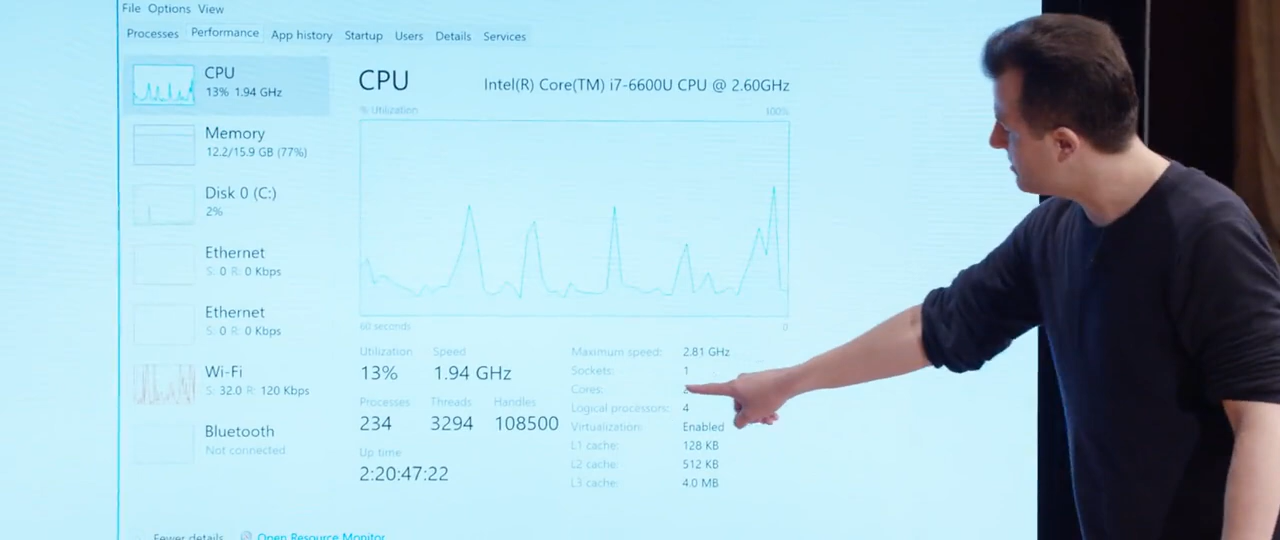 File Options View
Processes Performance App history Startup Users Details Services
CPU
13% 1.94 GHz
Memory
12.2/15.9 GB (77%)
Disk 0 (C:)
2%
Ethernet
S: 0 R: 0 Kbps
Ethernet
S: 0 R: 0 Kbps
Wi-Fi
S: 32.0 R: 120 Kbps
Bluetooth
Not connected
CPU
Intel(R) Core(TM) i7-6600U CPU @ 2.60GHz
% Utilization 100%
60 seconds 0
Utilization Speed
13% 1.94 GHz
Processes Threads Handles
234 3294 108500
Up time
2:20:47:22
Maximum speed: 2.81 GHz
Sockets: 1
Cores:
Logical processors: 4
Virtualization: Enabled
L1 cache: 128 KB
L2 cache: 512 KB
L3 cache: 4.0 MB
Fewer details Open Resource Monitor